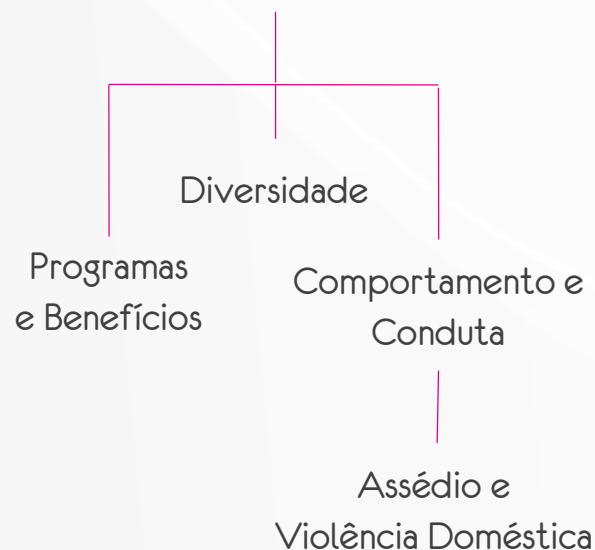 Diversidade
Programas
e Benefícios
Comportamento e
Conduta
Assédio e
Violência Doméstica